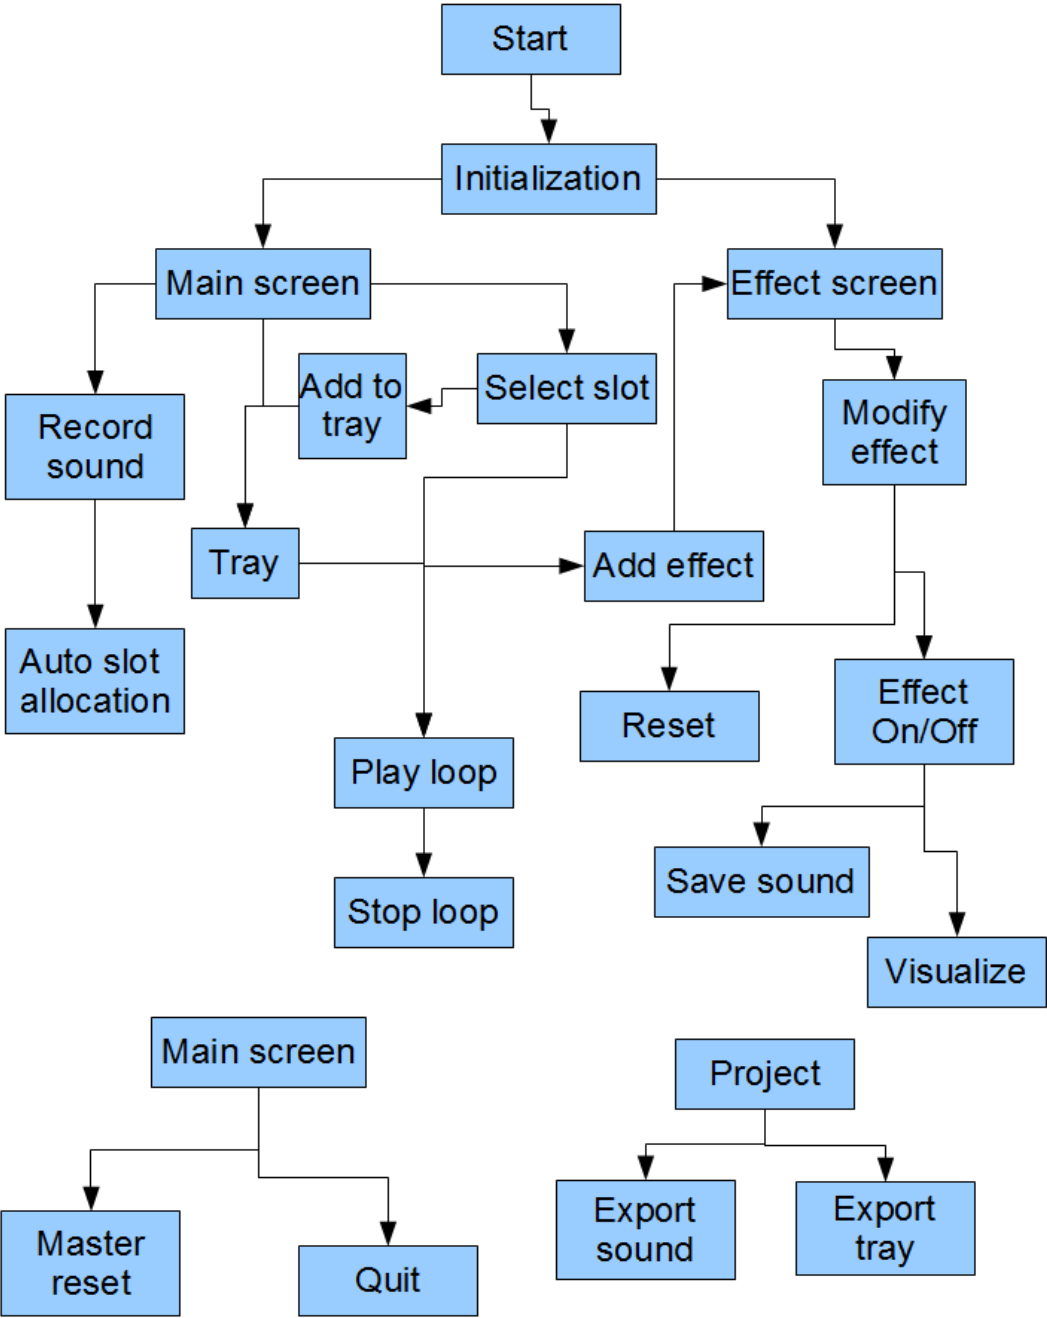 Start
Initialization
Main screen
Effect screen
Add to
tray
Select slot
Record
sound
Modify
effect
Tray
Add effect
Auto slot
allocation
Reset
Effect
On/Off
Play loop
Save sound
Stop loop
Visualize
Main screen
Project
Master
reset
Quit
Export
sound
Export
tray